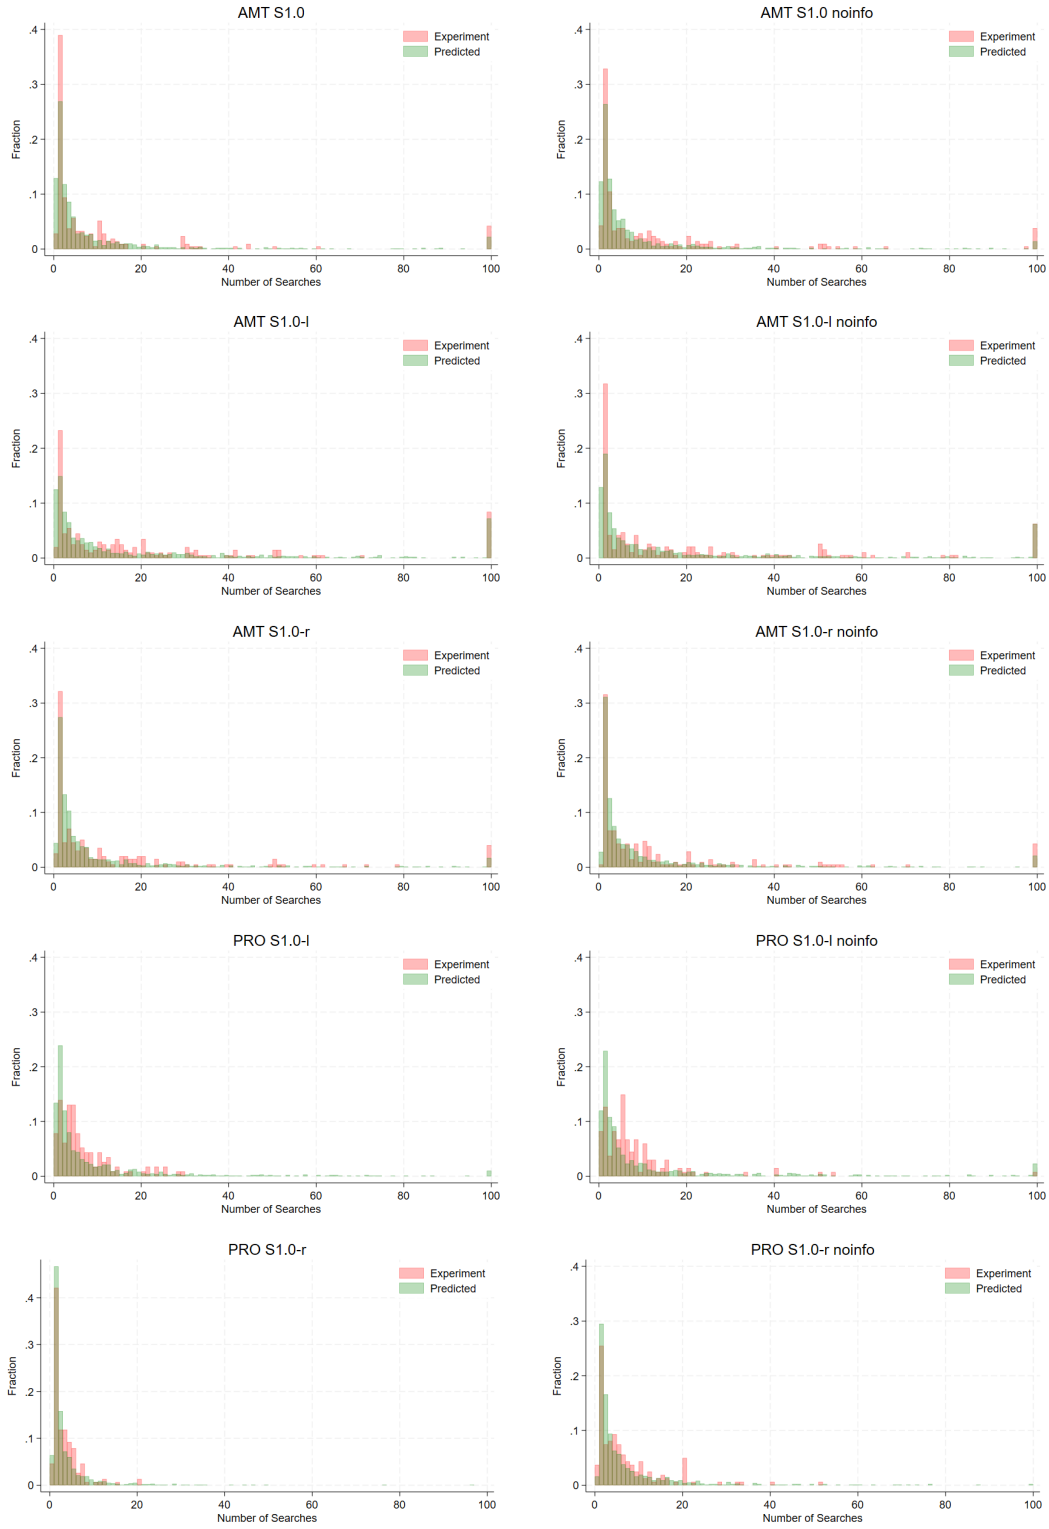 AMT S1.0
Experiment
Predicted
Fraction
.4
.3
.2
.1
0
0 20 40 60 80 100
Number of Searches
AMT S1.0 noinfo
Experiment
Predicted
Fraction
.4
.3
.2
.1
0
0 20 40 60 80 100
Number of Searches
AMT S1.0-l
Experiment
Predicted
Fraction
.4
.3
.2
.1
0
0 20 40 60 80 100
Number of Searches
AMT S1.0-l noinfo
Experiment
Predicted
Fraction
.4
.3
.2
.1
0
0 20 40 60 80 100
Number of Searches
AMT S1.0-r
Experiment
Predicted
Fraction
.4
.3
.2
.1
0
0 20 40 60 80 100
Number of Searches
AMT S1.0-r noinfo
Experiment
Predicted
Fraction
.4
.3
.2
.1
0
0 20 40 60 80 100
Number of Searches
PRO S1.0-l
Experiment
Predicted
Fraction
.4
.3
.2
.1
0
0 20 40 60 80 100
Number of Searches
PRO S1.0-l noinfo
Experiment
Predicted
Fraction
.4
.3
.2
.1
0
0 20 40 60 80 100
Number of Searches
PRO S1.0-r
Experiment
Predicted
Fraction
.4
.3
.2
.1
0
0 20 40 60 80 100
Number of Searches
PRO S1.0-r noinfo
Experiment
Predicted
Fraction
.4
.3
.2
.1
0
0 20 40 60 80 100
Number of Searches